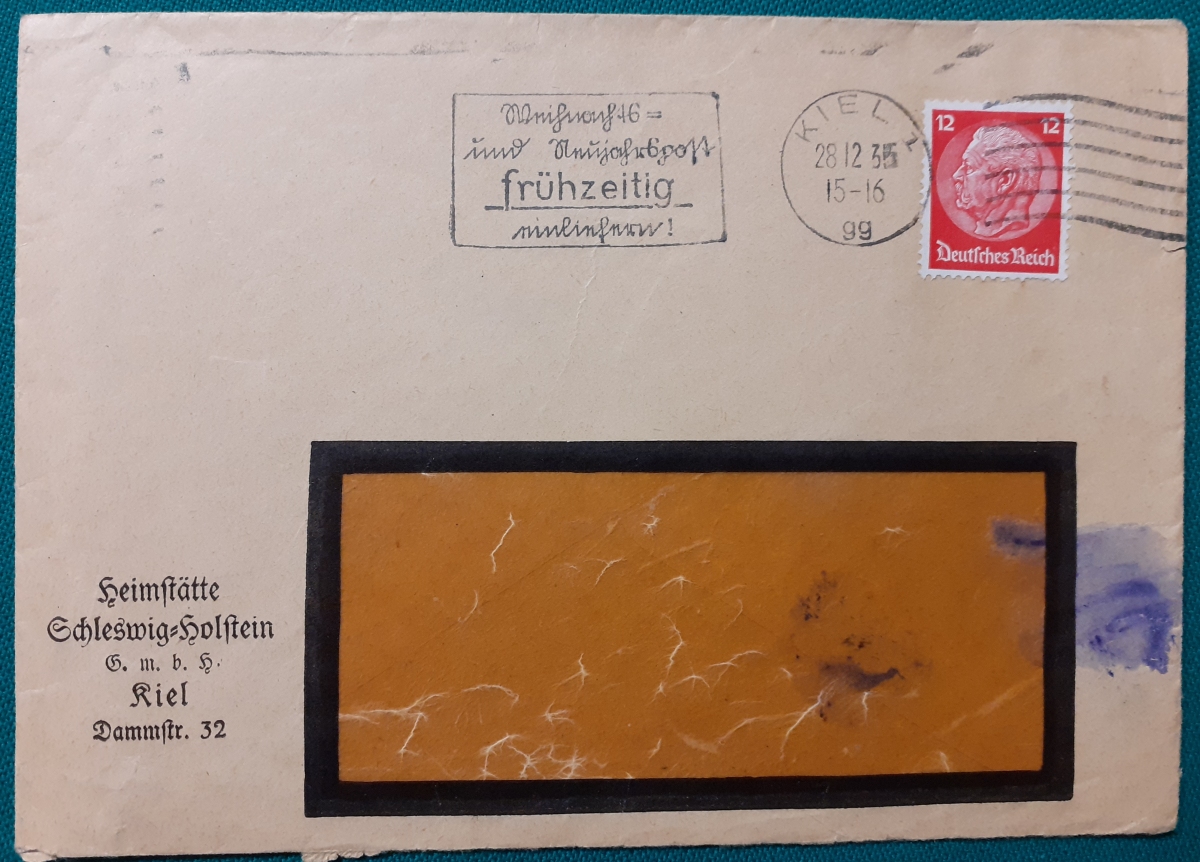 Weihnachts=
und Neujahrspost
frühzeitig
einliefern!
KIEL 1
28 12 35
15-16
gg
12 12
Deutſches Reich
Heimſtätte
Schleswig=Holſtein
G. m. b. H.
Kiel
Dammſtr. 32